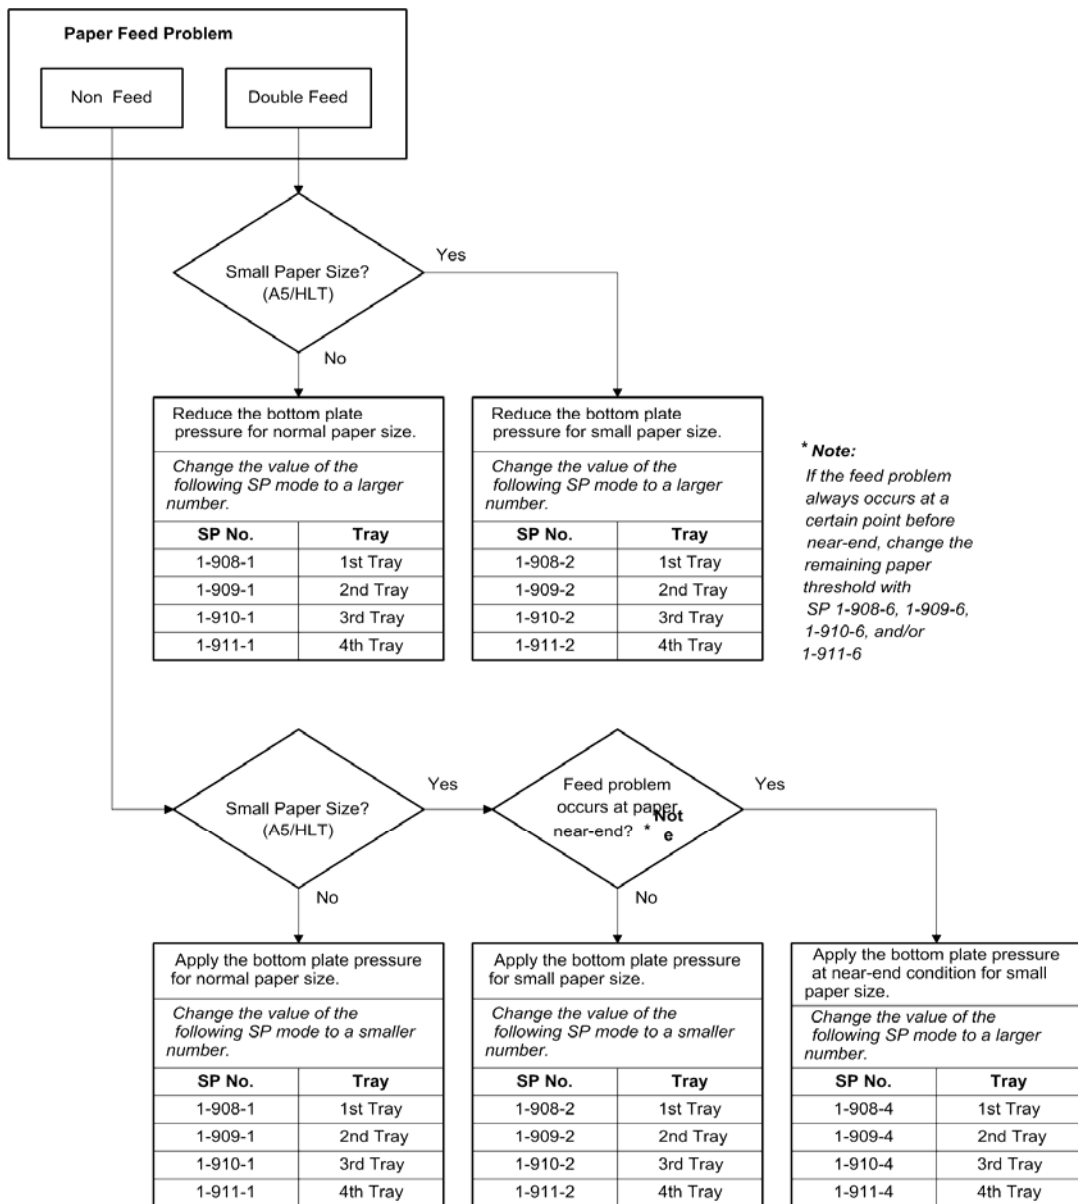 Paper Feed Problem
Non Feed
Double Feed
Small Paper Size?
(A5/HLT)
Yes
No
Reduce the bottom plate
pressure for normal paper size.
Change the value of the
following SP mode to a larger
number.
SP No. Tray
1-908-1 1st Tray
1-909-1 2nd Tray
1-910-1 3rd Tray
1-911-1 4th Tray
Reduce the bottom plate
pressure for small paper size.
Change the value of the
following SP mode to a larger
number.
SP No. Tray
1-908-2 1st Tray
1-909-2 2nd Tray
1-910-2 3rd Tray
1-911-2 4th Tray
* Note:
If the feed problem
always occurs at a
certain point before
near-end, change the
remaining paper
threshold with
SP 1-908-6, 1-909-6,
1-910-6, and/or
1-911-6
Small Paper Size?
(A5/HLT)
Yes
No
Feed problem
occurs at paper
near-end? * Not
e
Yes
No
Apply the bottom plate pressure
for normal paper size.
Change the value of the
following SP mode to a smaller
number.
SP No. Tray
1-908-1 1st Tray
1-909-1 2nd Tray
1-910-1 3rd Tray
1-911-1 4th Tray
Apply the bottom plate pressure
for small paper size.
Change the value of the
following SP mode to a smaller
number.
SP No. Tray
1-908-2 1st Tray
1-909-2 2nd Tray
1-910-2 3rd Tray
1-911-2 4th Tray
Apply the bottom plate pressure
at near-end condition for small
paper size.
Change the value of the
following SP mode to a larger
number.
SP No. Tray
1-908-4 1st Tray
1-909-4 2nd Tray
1-910-4 3rd Tray
1-911-4 4th Tray